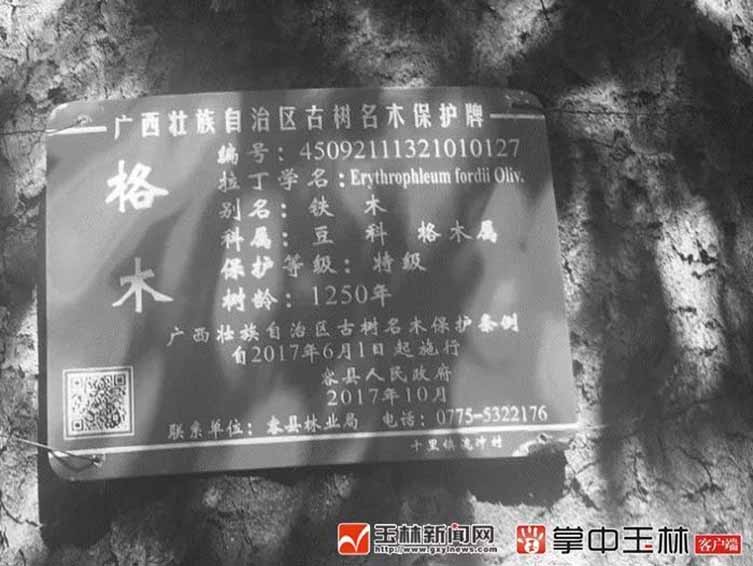 广西壮族自治区古树名木保护牌
格木
编号：45092111321010127
拉丁学名：Erythrophleum fordii Oliv.
别名：铁木
科属：豆科 格木属
保护等级：特级
树龄：1250年
广西壮族自治区古树名木保护条例
自2017年6月1日起施行
容县人民政府
2017年10月
联系单位：容县林业局 电话：0775-5322176
十里镇 冲村
玉林新闻网
http://www.gxylnews.com
掌中玉林 客户端